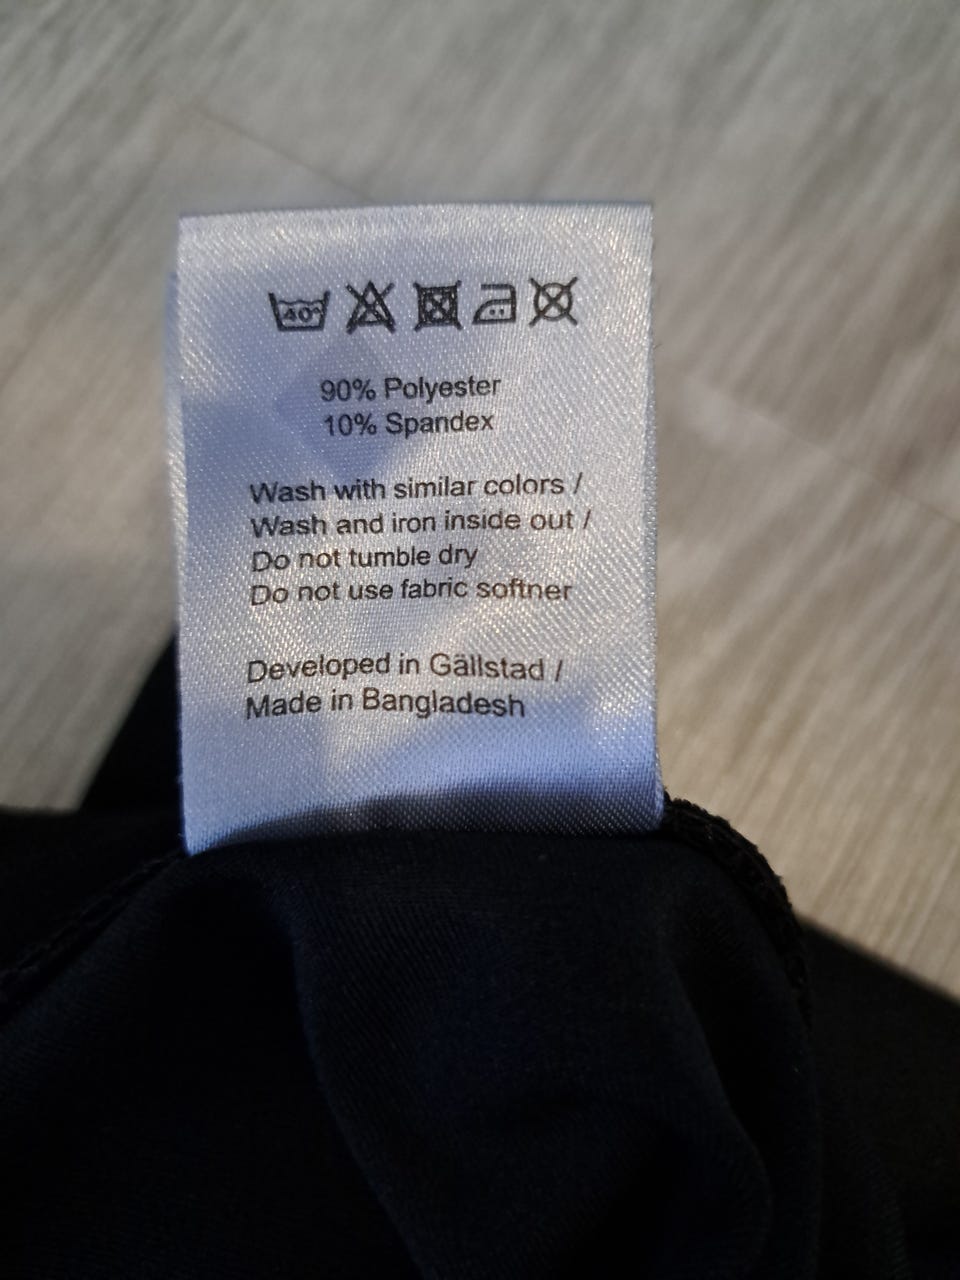 40°
90% Polyester
10% Spandex
Wash with similar colors /
Wash and iron inside out /
Do not tumble dry
Do not use fabric softner
Developed in Gällstad /
Made in Bangladesh